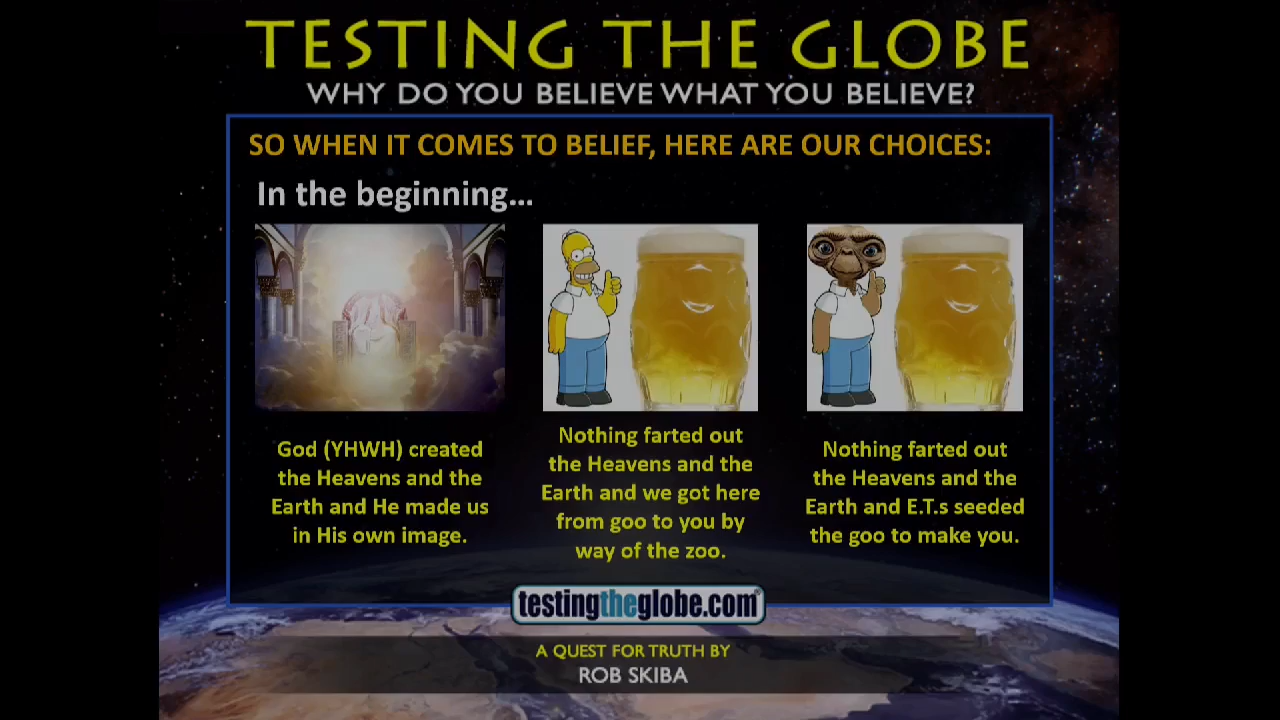 TESTING THE GLOBE
WHY DO YOU BELIEVE WHAT YOU BELIEVE?
SO WHEN IT COMES TO BELIEF, HERE ARE OUR CHOICES:
In the beginning...
God (YHWH) created
the Heavens and the
Earth and He made us
in His own image.
Nothing farted out
the Heavens and the
Earth and we got here
from goo to you by
way of the zoo.
Nothing farted out
the Heavens and the
Earth and E.T.s seeded
the goo to make you.
testingtheglobe.com®
A QUEST FOR TRUTH BY
ROB SKIBA